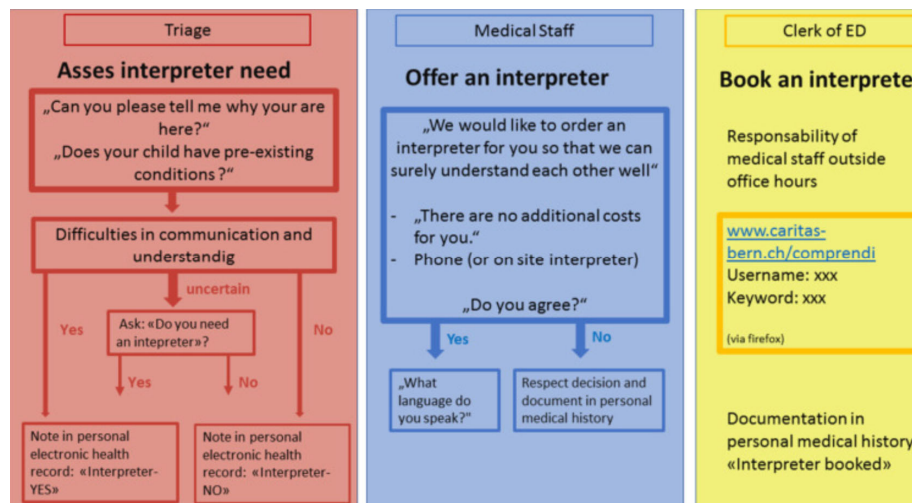 Triage
Asses interpreter need
„Can you please tell me why your are
here?“
„Does your child have pre-existing
conditions ?“
Difficulties in communication and
understandig
uncertain
Yes
No
Ask: «Do you need
an intepreter»?
Yes
No
Note in personal
electronic health
record: «Interpreter-
YES»
Note in personal
electronic health
record: «Interpreter-
NO»
Medical Staff
Offer an interpreter
„We would like to order an
interpreter for you so that we can
surely understand each other well“
- „There are no additional costs
for you.“
- Phone (or on site interpreter)
„Do you agree?“
Yes
No
„What
language do
you speak?“
Respect decision and
document in personal
medical history
Clerk of ED
Book an interprete
Responsability of
medical staff outside
office hours
www.caritas-
bern.ch/comprendi
Username: xxx
Keyword: xxx
(via firefox)
Documentation in
personal medical history
«Interpreter booked»